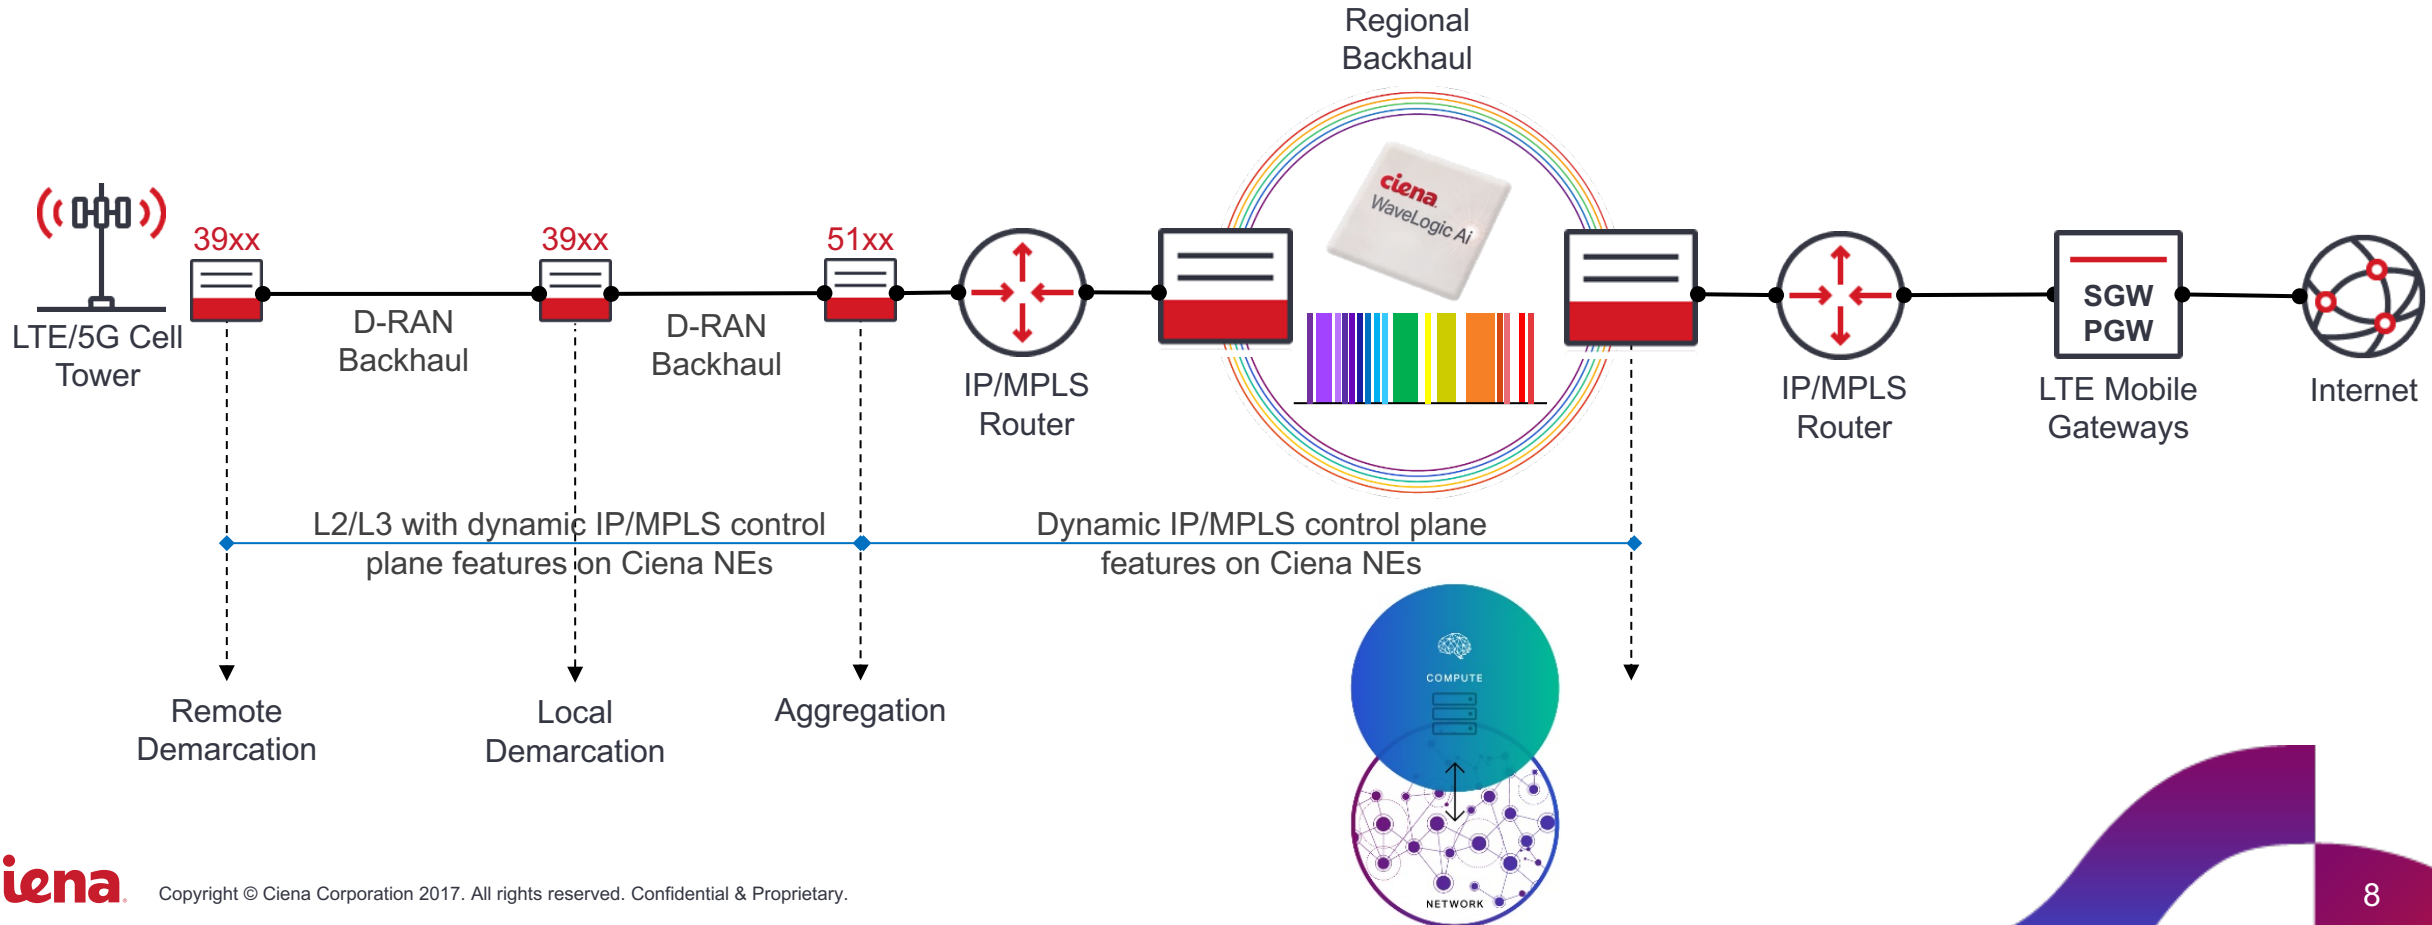 Regional
Backhaul
ciena
WaveLogic Ai
39xx
39xx
51xx
SGW
PGW
LTE/5G Cell
Tower
D-RAN
Backhaul
D-RAN
Backhaul
IP/MPLS
Router
IP/MPLS
Router
LTE Mobile
Gateways
Internet
L2/L3 with dynamic IP/MPLS control
plane features on Ciena NEs
Dynamic IP/MPLS control plane
features on Ciena NEs
COMPUTE
NETWORK
Remote
Demarcation
Local
Demarcation
Aggregation
iena
Copyright © Ciena Corporation 2017. All rights reserved. Confidential & Proprietary.
8